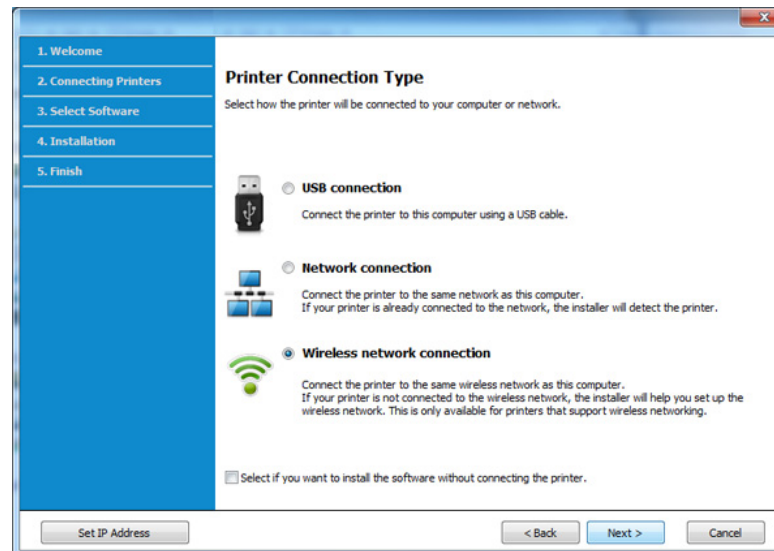 1. Welcome
2. Connecting Printers
3. Select Software
4. Installation
5. Finish
Printer Connection Type
Select how the printer will be connected to your computer or network.
USB connection
Connect the printer to this computer using a USB cable.
Network connection
Connect the printer to the same network as this computer.
If your printer is already connected to the network, the installer will detect the printer.
Wireless network connection
Connect the printer to the same wireless network as this computer.
If your printer is not connected to the wireless network, the installer will help you set up the
wireless network. This is only available for printers that support wireless networking.
Select if you want to install the software without connecting the printer.
Set IP Address
< Back
Next >
Cancel